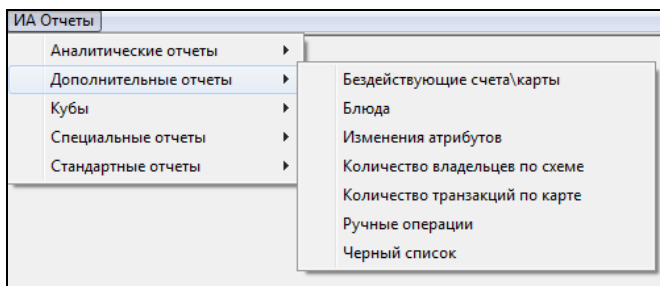 ИА Отчеты
Аналитические отчеты
Дополнительные отчеты
Кубы
Специальные отчеты
Стандартные отчеты
Бездействующие счета\карты
Блюда
Изменения атрибутов
Количество владельцев по схеме
Количество транзакций по карте
Ручные операции
Черный список